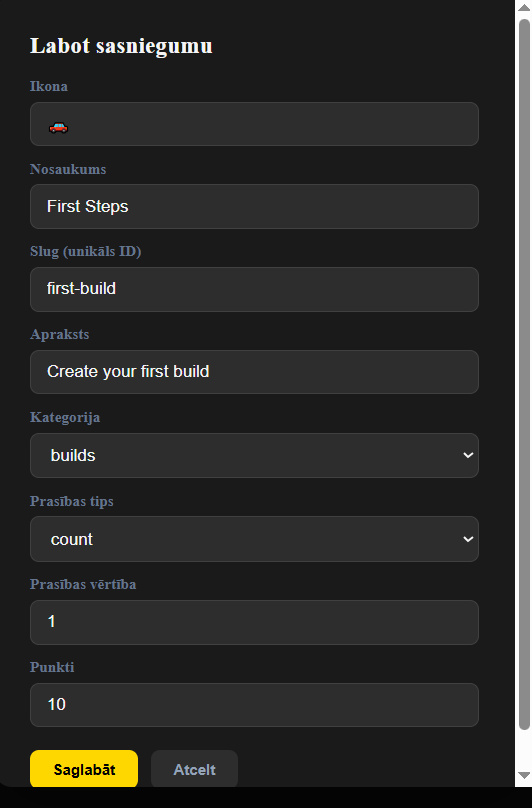 Labot sasniegumu
Ikona
🚗
Nosaukums
First Steps
Slug (unikāls ID)
first-build
Apraksts
Create your first build
Kategorija
builds
Prasības tips
count
Prasības vērtība
1
Punkti
10
Saglabāt
Atcelt